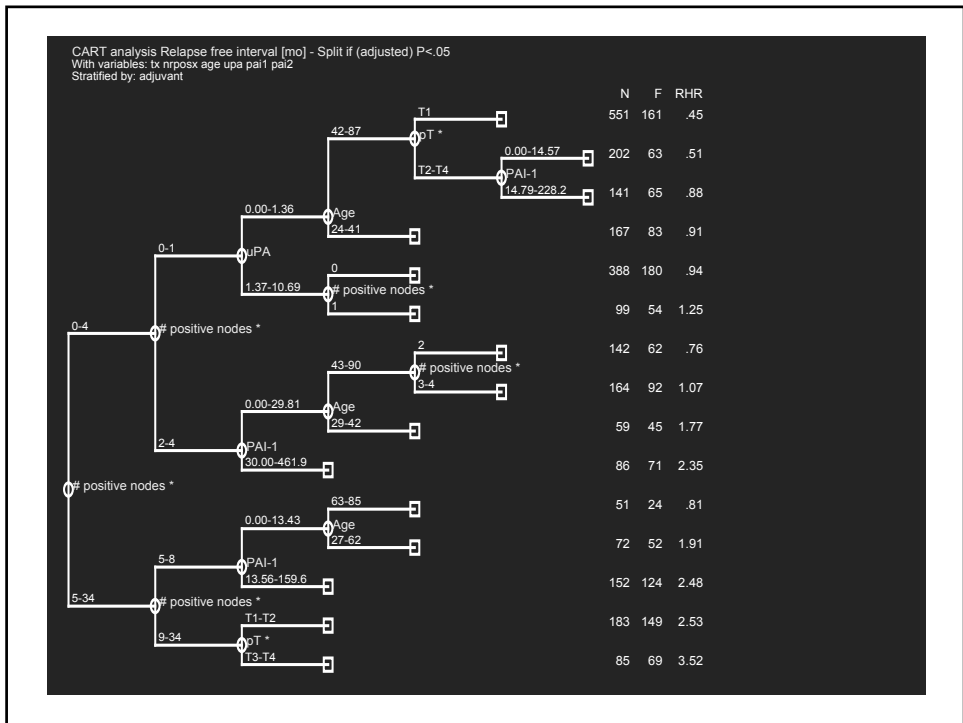 CART analysis Relapse free interval [mo] - Split if (adjusted) P<.05
With variables: tx nrposx age upa pai1 pai2
Stratified by: adjuvant
N F RHR
T1
551 161 .45
42-87
pT *
0.00-14.57
202 63 .51
T2-T4
PAI-1
14.79-228.2
141 65 .88
0.00-1.36
Age
24-41
167 83 .91
0-1
uPA
0
388 180 .94
1.37-10.69
# positive nodes *
1
99 54 1.25
0-4
# positive nodes *
2
142 62 .76
43-90
# positive nodes *
3-4
164 92 1.07
0.00-29.81
Age
29-42
59 45 1.77
2-4
PAI-1
30.00-461.9
86 71 2.35
# positive nodes *
63-85
51 24 .81
0.00-13.43
Age
27-62
72 52 1.91
5-8
PAI-1
13.56-159.6
152 124 2.48
5-34
# positive nodes *
T1-T2
183 149 2.53
9-34
pT *
T3-T4
85 69 3.52